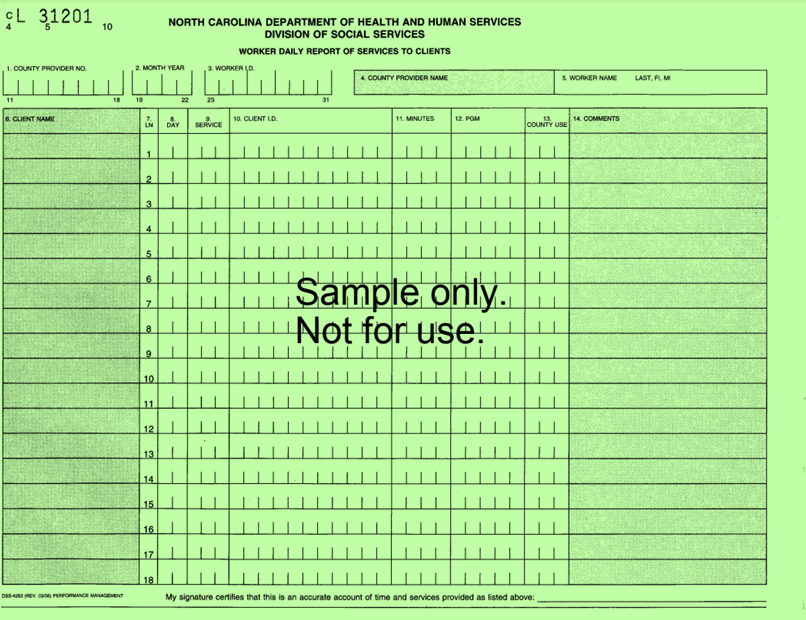 cL 31201
4 5 10
NORTH CAROLINA DEPARTMENT OF HEALTH AND HUMAN SERVICES
DIVISION OF SOCIAL SERVICES
WORKER DAILY REPORT OF SERVICES TO CLIENTS
1. COUNTY PROVIDER NO. 2. MONTH YEAR 3. WORKER I.D. 4. COUNTY PROVIDER NAME 5. WORKER NAME LAST, FI, MI
11 18 19 22 23 31
6. CLIENT NAME 7. LN 8. DAY 9. SERVICE 10. CLIENT I.D. 11. MINUTES 12. PGM 13. COUNTY USE 14. COMMENTS
1
2
3
4
5
6
Sample only.
7
8
Not for use.
9
10
11
12
13
14
15
16
17
18
DSS-4263 (REV. 03/06) PERFORMANCE MANAGEMENT My signature certifies that this is an accurate account of time and services provided as listed above: